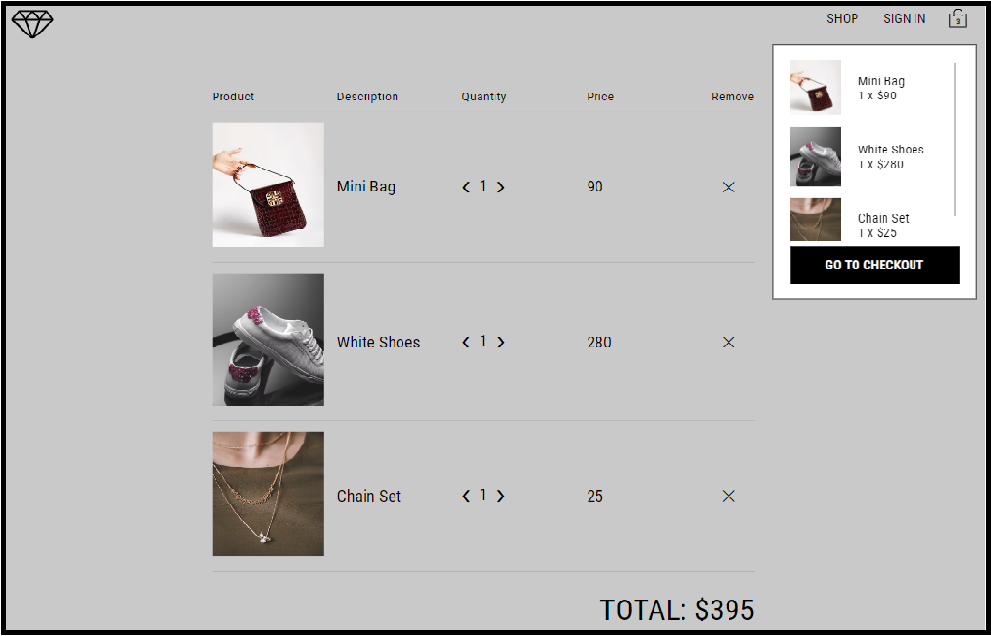 SHOP SIGN IN 3
Product Description Quantity Price Remove
Mini Bag 1 90
White Shoes 1 280
Chain Set 1 25
TOTAL: $395
Mini Bag
1 x $90
White Shoes
1 x $280
Chain Set
1 x $25
GO TO CHECKOUT